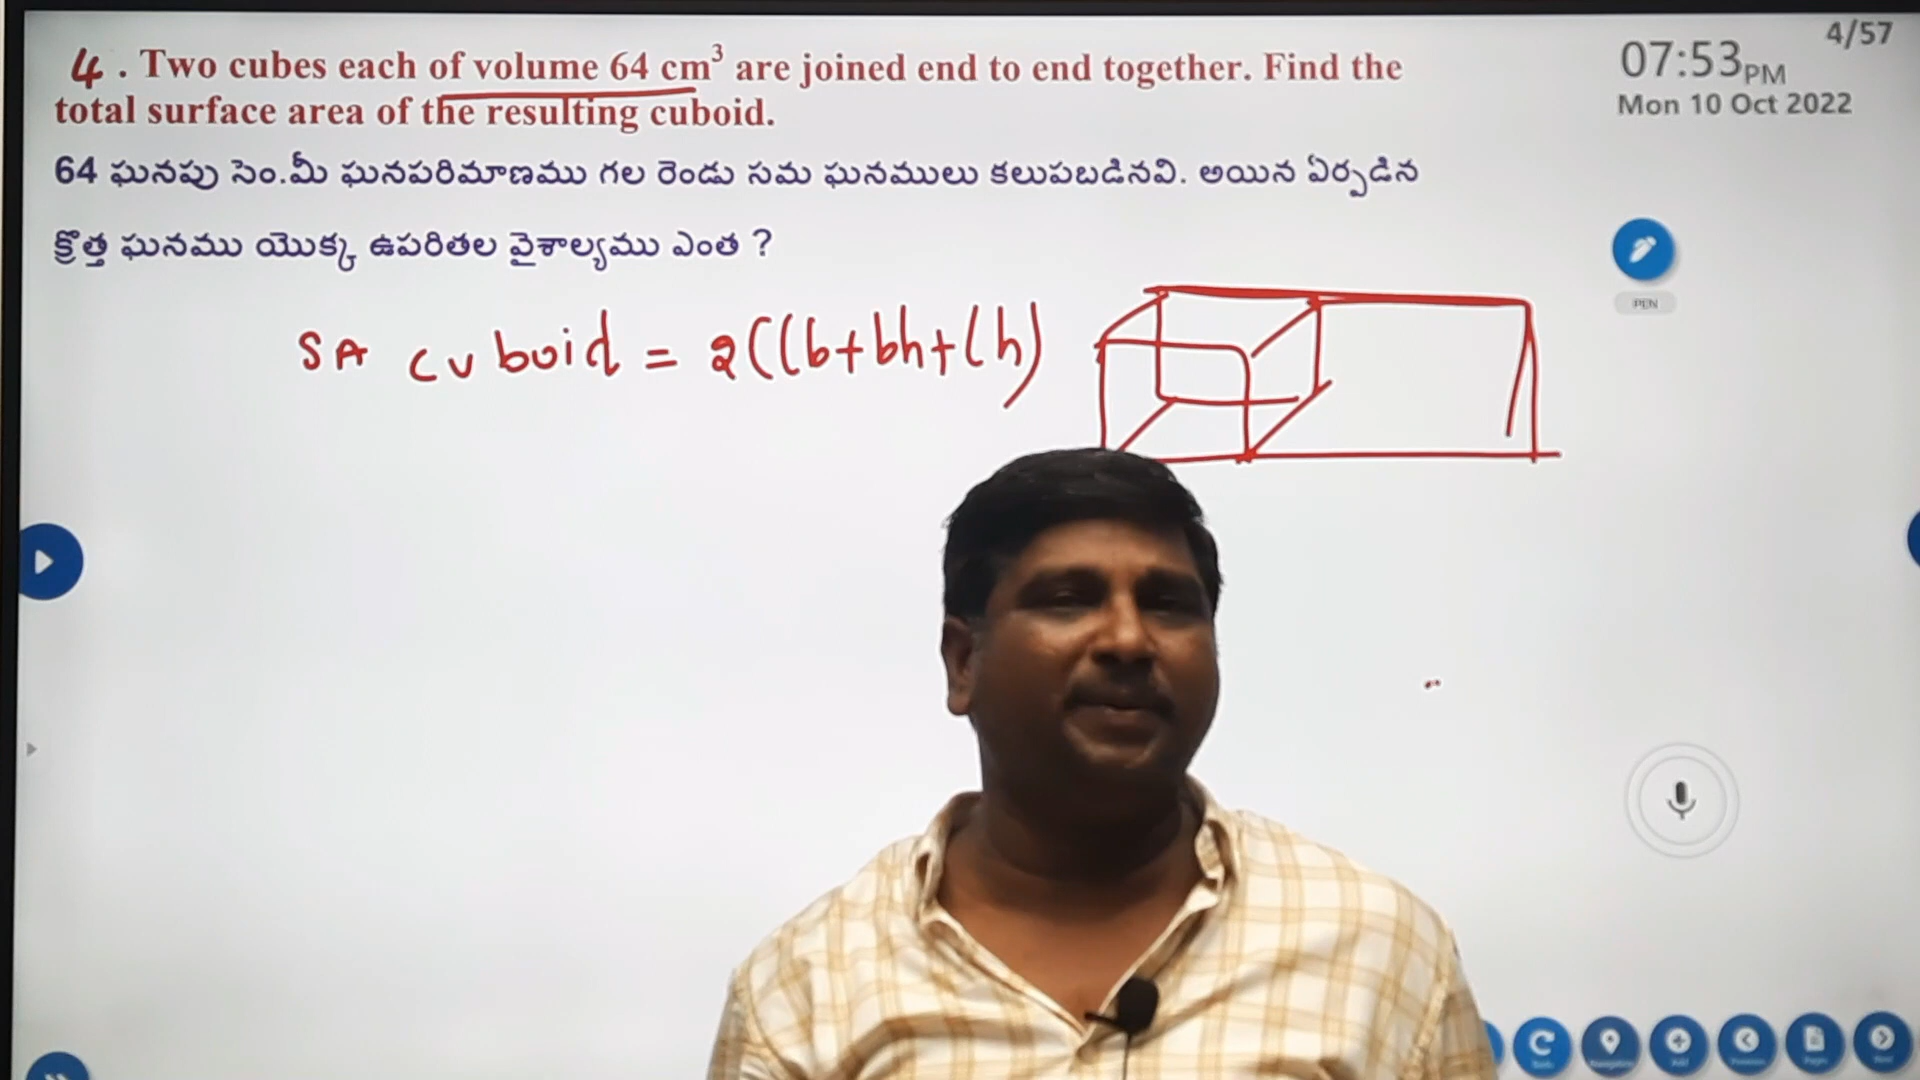 4 . Two cubes each of volume 64 cm³ are joined end to end together. Find the
total surface area of the resulting cuboid.
64 ఘనపు సెం.మీ ఘనపరిమాణము గల రెండు సమ ఘనములు కలుపబడినవి. అయిన ఏర్పడిన
క్రొత్త ఘనము యొక్క ఉపరితల వైశాల్యము ఎంత ?
SA cuboid = 2(lb+bh+lh)
4/57
07:53PM
Mon 10 Oct 2022
PEN